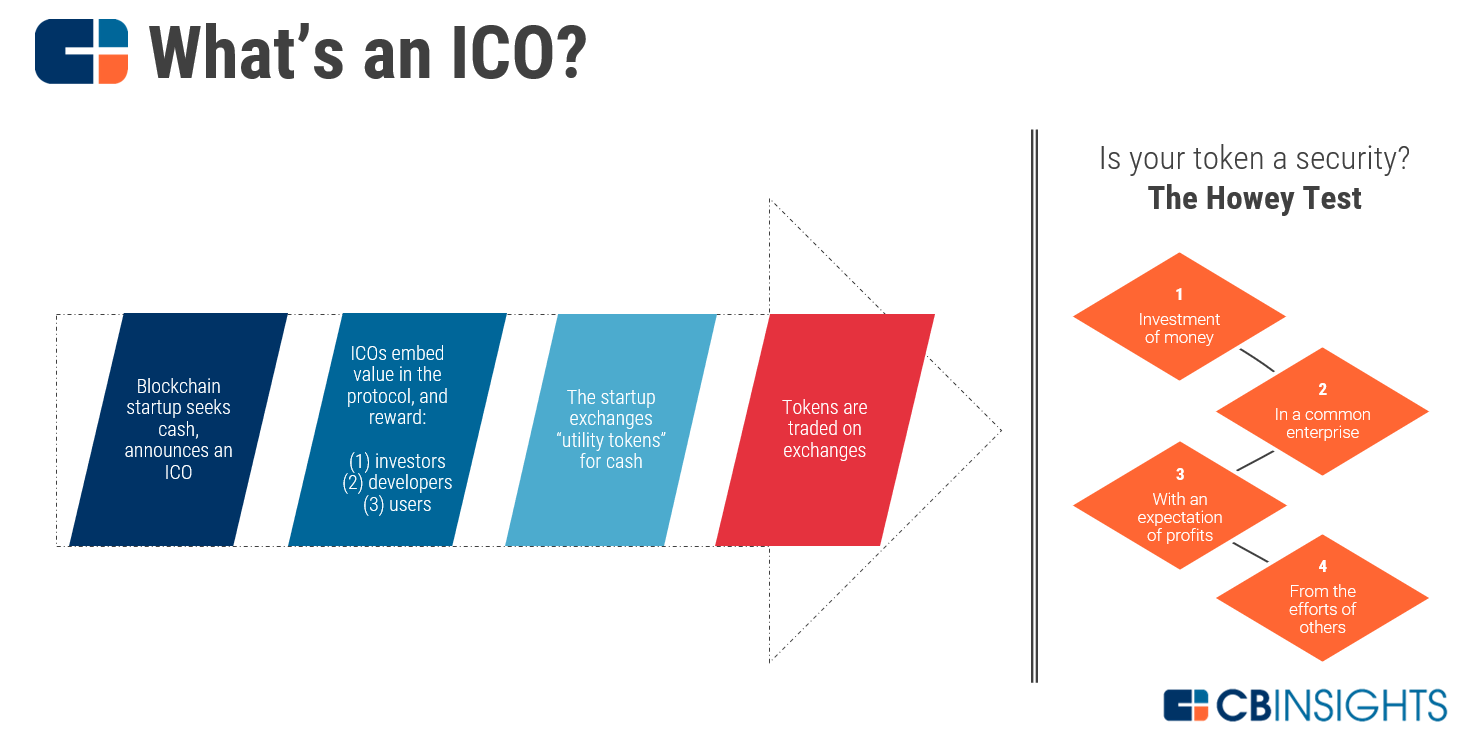 What’s an ICO?
Blockchain
startup seeks
cash,
announces an
ICO
ICOs embed
value in the
protocol, and
reward:
(1) investors
(2) developers
(3) users
The startup
exchanges
“utility tokens”
for cash
Tokens are
traded on
exchanges
Is your token a security?
The Howey Test
1
Investment
of money
2
In a common
enterprise
3
With an
expectation
of profits
4
From the
efforts of
others
CBINSIGHTS